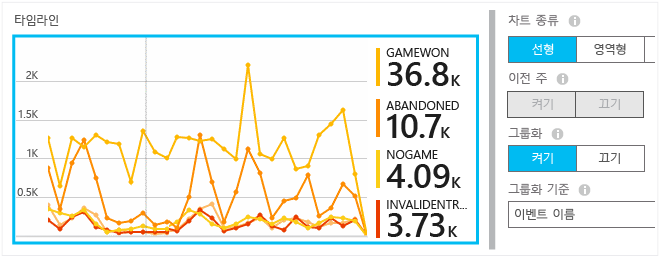 타임라인
2K
1.5K
1K
0.5K
GAMEWON
36.8K
ABANDONED
10.7K
NOGAME
4.09K
INVALIDENTR...
3.73K
차트 종류
선형
영역형
이전 주
켜기
끄기
그룹화
켜기
끄기
그룹화 기준
이벤트 이름